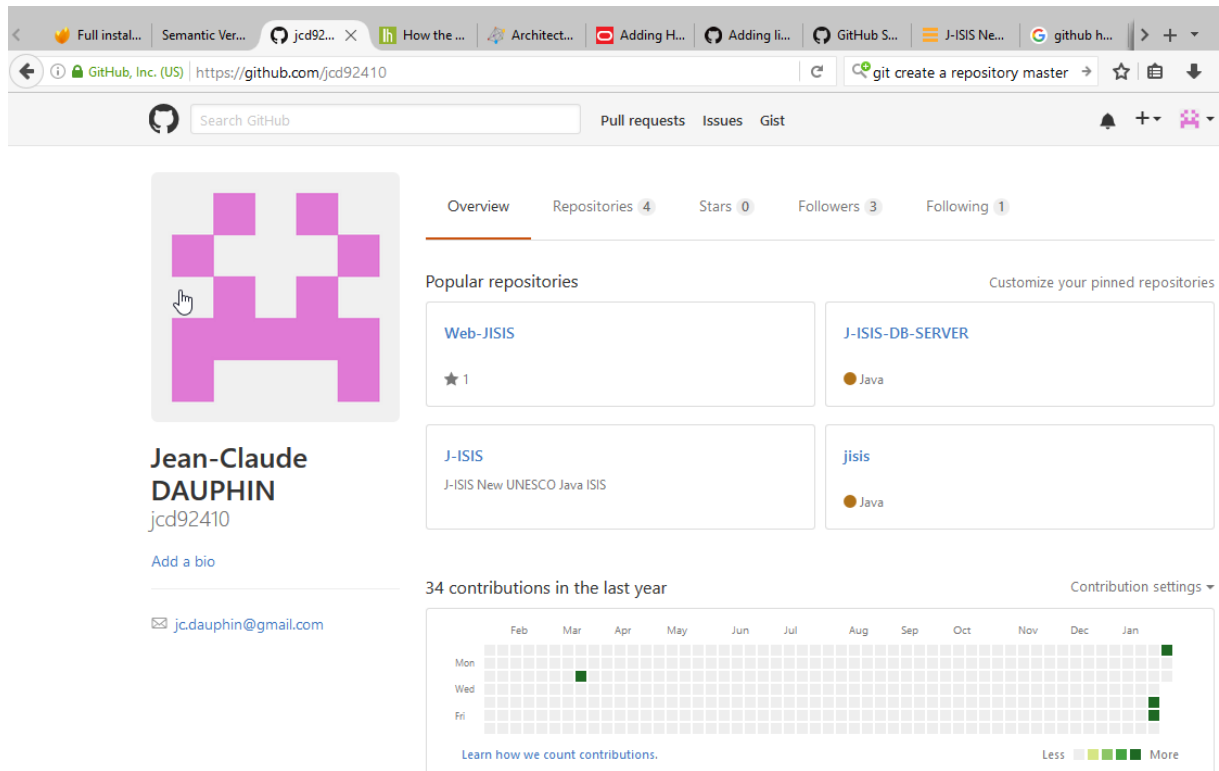 Full instal... Semantic Ver... jcd92... How the ... Architect... Adding H... Adding li... GitHub S... J-ISIS Ne... github h...
GitHub, Inc. (US) https://github.com/jcd92410 git create a repository master
Search GitHub Pull requests Issues Gist
Overview Repositories 4 Stars 0 Followers 3 Following 1
Popular repositories Customize your pinned repositories
Web-JISIS J-ISIS-DB-SERVER
1 Java
J-ISIS jisis
J-ISIS New UNESCO Java ISIS
Java
Jean-Claude
DAUPHIN
jcd92410
Add a bio
jc.dauphin@gmail.com
34 contributions in the last year Contribution settings
Feb Mar Apr May Jun Jul Aug Sep Oct Nov Dec Jan
Mon
Wed
Fri
Learn how we count contributions. Less More